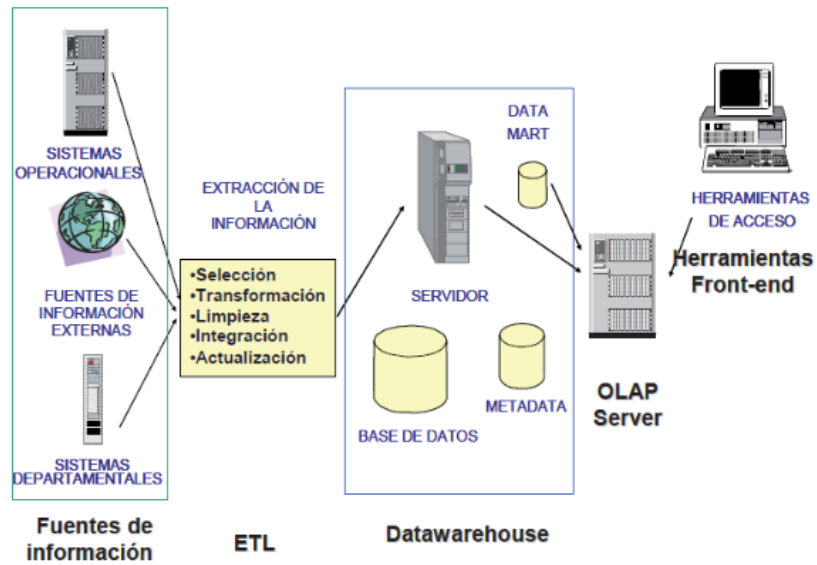 SISTEMAS
OPERACIONALES
FUENTES DE
INFORMACIÓN
EXTERNAS
SISTEMAS
DEPARTAMENTALES
Fuentes de
información
EXTRACCIÓN DE
LA
INFORMACIÓN
•Selección
•Transformación
•Limpieza
•Integración
•Actualización
ETL
DATA
MART
SERVIDOR
BASE DE DATOS
METADATA
Datawarehouse
OLAP
Server
HERRAMIENTAS
DE ACCESO
Herramientas
Front-end